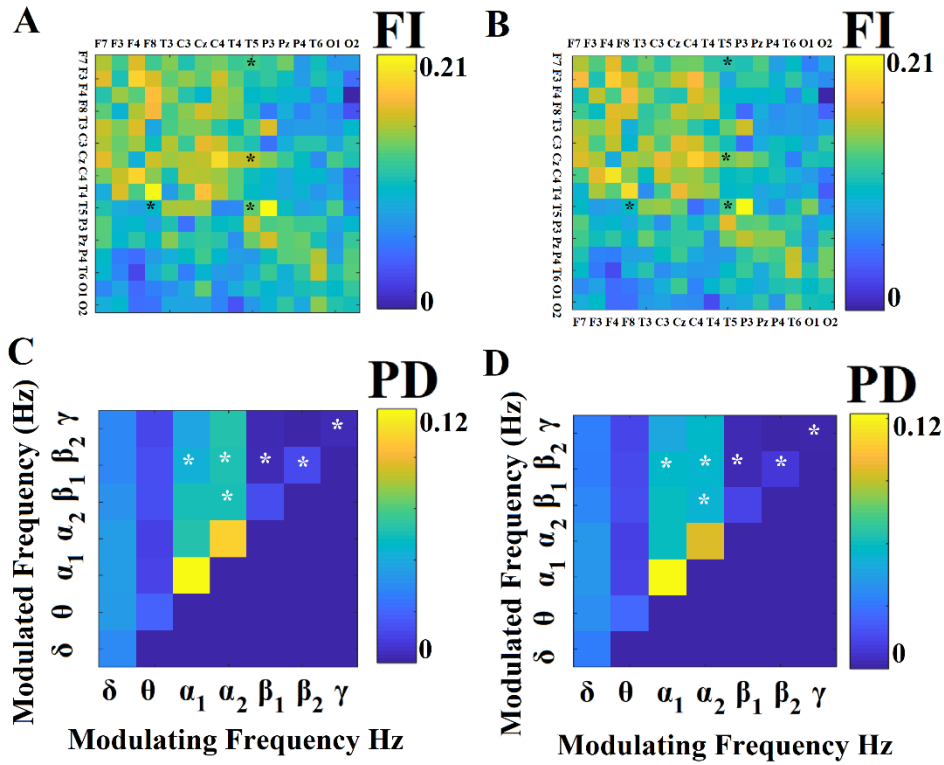 A
FI
F7 F3 F4 F8 T3 C3 Cz C4 T4 T5 P3 Pz P4 T6 O1 O2
F7 F3 F4 F8 T3 C3 Cz C4 T4 T5 P3 Pz P4 T6 O1 O2
*
*
* *
0.21
0
B
FI
F7 F3 F4 F8 T3 C3 Cz C4 T4 T5 P3 Pz P4 T6 O1 O2
F7 F3 F4 F8 T3 C3 Cz C4 T4 T5 P3 Pz P4 T6 O1 O2
*
*
* *
F7 F3 F4 F8 T3 C3 Cz C4 T4 T5 P3 Pz P4 T6 O1 O2
0.21
0
C
PD
Modulated Frequency (Hz)
δ θ α1 α2 β1 β2 γ
*
* * * *
*
0.12
0
δ θ α1 α2 β1 β2 γ
Modulating Frequency Hz
D
PD
Modulated Frequency (Hz)
δ θ α1 α2 β1 β2 γ
*
* * * *
*
0.12
0
δ θ α1 α2 β1 β2 γ
Modulating Frequency Hz